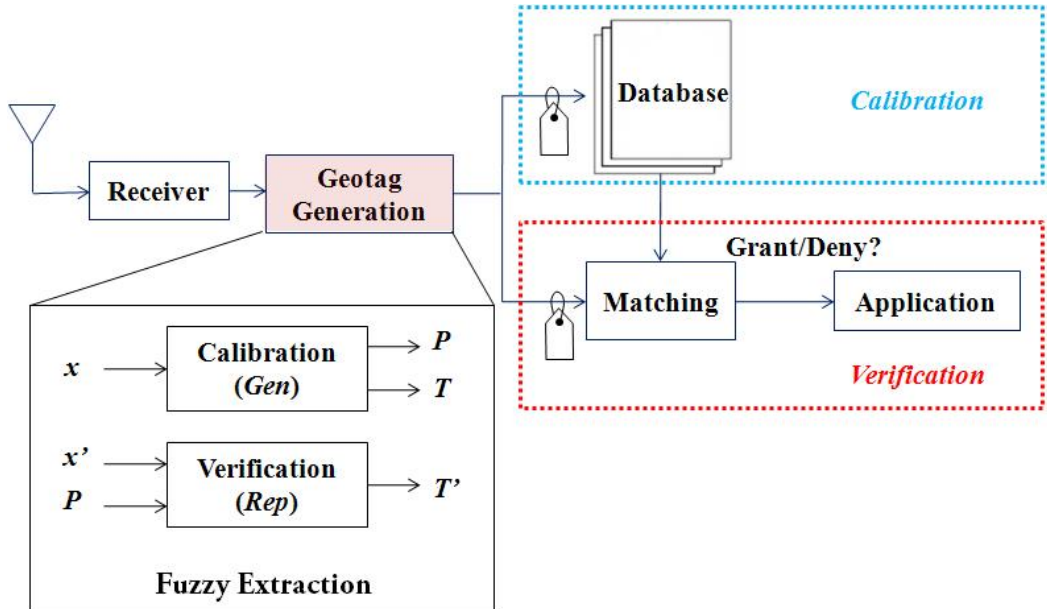 Database
Calibration
Receiver
Geotag
Generation
Grant/Deny?
Matching
Application
Verification
x
Calibration
(Gen)
P
T
x’
P
Verification
(Rep)
T’
Fuzzy Extraction